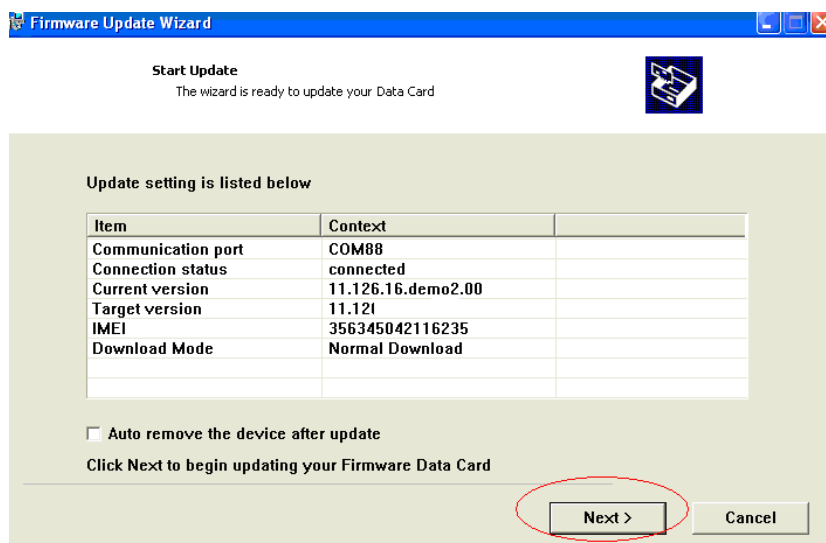 Firmware Update Wizard
Start Update
The wizard is ready to update your Data Card
Update setting is listed below
Item Context
Communication port COM88
Connection status connected
Current version 11.126.16.demo2.00
Target version
IMEI 356345042116235
Download Mode Normal Download
Auto remove the device after update
Click Next to begin updating your Firmware Data Card
Next > Cancel